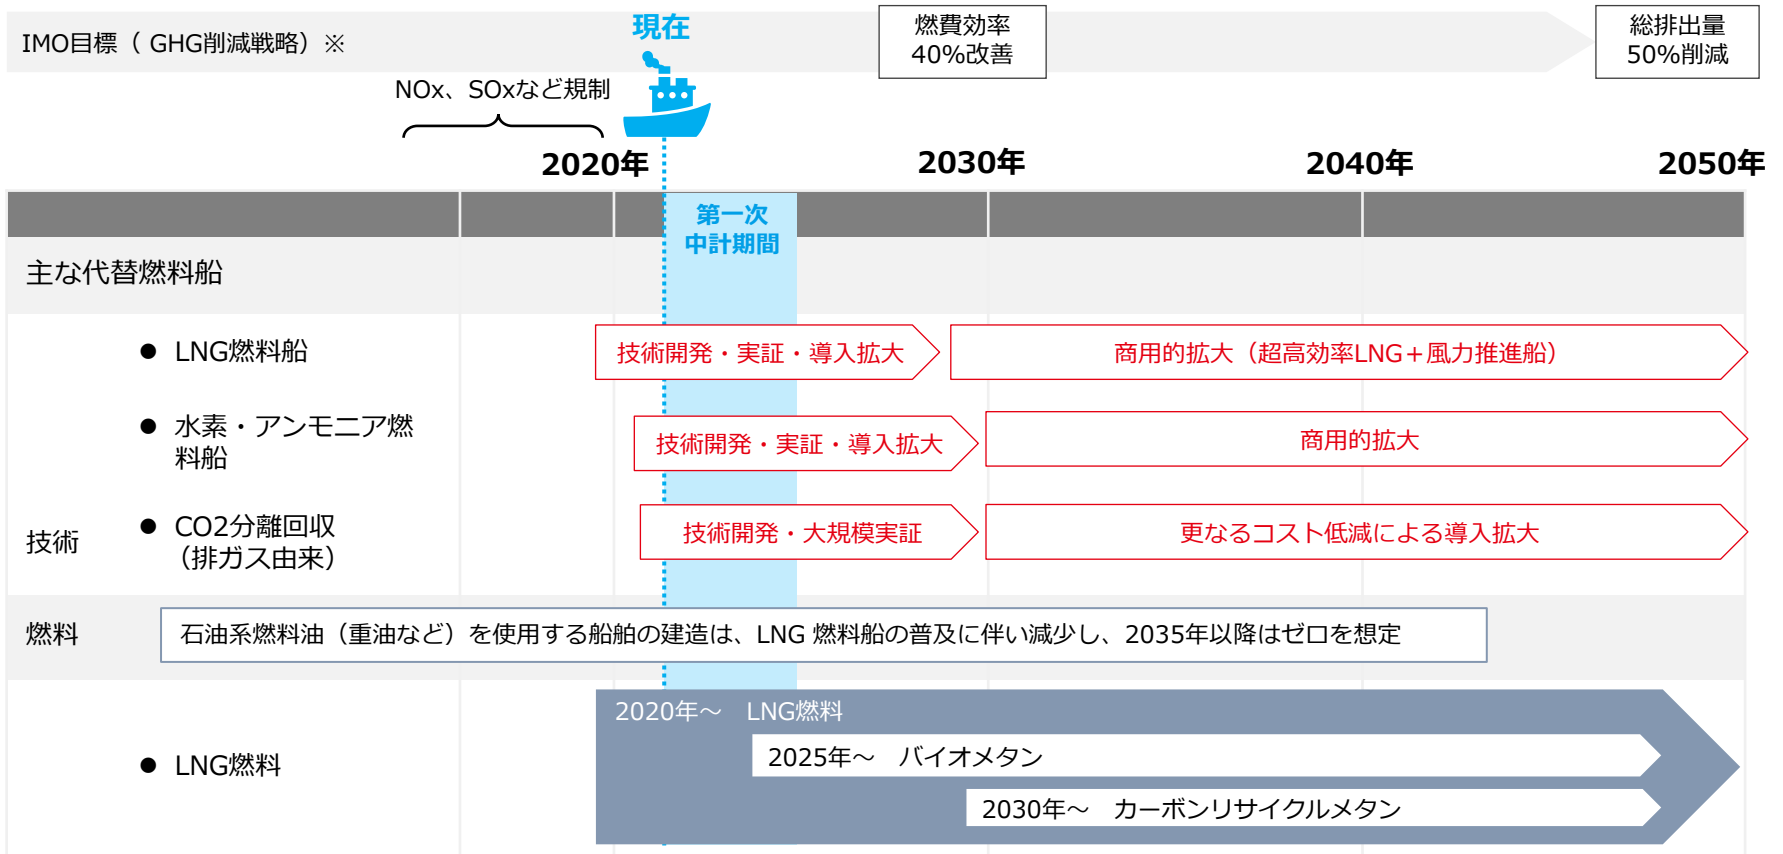 IMO目標（ GHG削減戦略）※
現在
燃費効率
40%改善
総排出量
50%削減
NOx、SOxなど規制
2020年
2030年
2040年
2050年
第一次
中計期間
主な代替燃料船
● LNG燃料船
技術開発・実証・導入拡大
商用的拡大（超高効率LNG＋風力推進船）
● 水素・アンモニア燃
料船
技術開発・実証・導入拡大
商用的拡大
技術
● CO2分離回収
（排ガス由来）
技術開発・大規模実証
更なるコスト低減による導入拡大
燃料
石油系燃料油（重油など）を使用する船舶の建造は、LNG 燃料船の普及に伴い減少し、2035年以降はゼロを想定
2020年～　LNG燃料
● LNG燃料
2025年～　バイオメタン
2030年～　カーボンリサイクルメタン